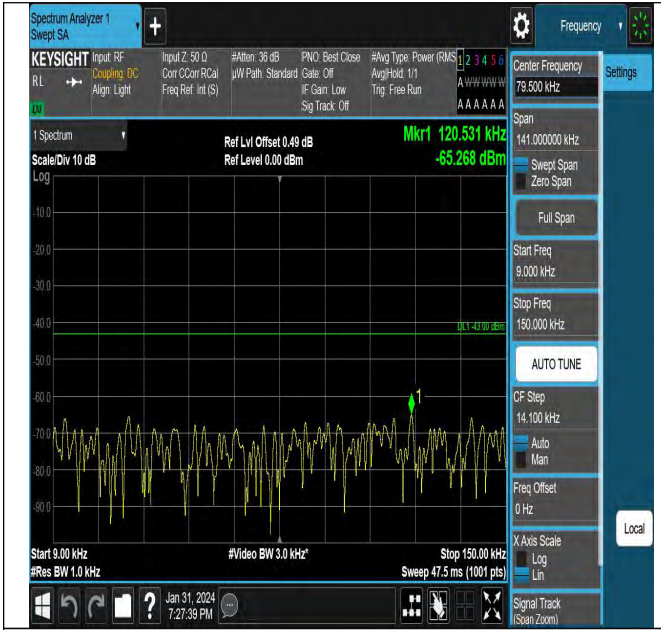 Spectrum Analyzer 1
Swept SA
+
Frequency
KEYSIGHT
RL
Input: RF
Coupling: DC
Align: Light
Input Z: 50 Ω
Corr CCorr RCal
Freq Ref: Int (S)
#Atten: 36 dB
µW Path: Standard
PNO: Best Close
Gate: Off
IF Gain: Low
Sig Track: Off
#Avg Type: Power (RMS
Avg|Hold: 1/1
Trig: Free Run
1 2 3 4 5 6
A W W W W W
A A A A A A
Center Frequency
79.500 kHz
Settings
Span
141.000000 kHz
Swept Span
Zero Span
Full Span
Start Freq
9.000 kHz
Stop Freq
150.000 kHz
AUTO TUNE
CF Step
14.100 kHz
Auto
Man
Freq Offset
0 Hz
X Axis Scale
Log
Lin
Signal Track
(Span Zoom)
Local
1 Spectrum
Scale/Div 10 dB
Ref Lvl Offset 0.49 dB
Ref Level 0.00 dBm
Mkr1 120.531 kHz
-65.268 dBm
Log
-10.0
-20.0
-30.0
-40.0
DL1 -43.00 dBm
-50.0
-60.0
1
-70.0
-80.0
-90.0
Start 9.00 kHz
#Video BW 3.0 kHz*
Stop 150.00 kHz
#Res BW 1.0 kHz
Sweep 47.5 ms (1001 pts)
?
Jan 31, 2024
7:27:39 PM